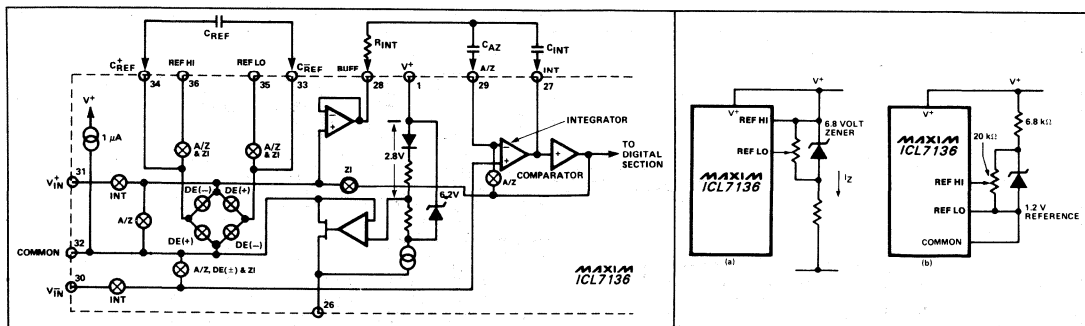 CREF
RINT
CAZ
CINT
C+REF REF HI REF LO C−REF BUFF V+ A/Z INT
34 36 35 33 28 1 29 27
V+
1 μA
A/Z & ZI
A/Z & ZI
2.8V
INTEGRATOR
TO DIGITAL SECTION
COMPARATOR
A/Z
ZI
6.2V
31
V+IN
INT
DE(−) DE(+)
A/Z
DE(+) DE(−)
32
COMMON
A/Z, DE(±) & ZI
30
V−IN
INT
26
MAXIM
ICL7136
V+
V+
REF HI
6.8 VOLT ZENER
REF LO
MAXIM
ICL7136
IZ
(a)
V+
V+
6.8 kΩ
20 kΩ
MAXIM
ICL7136
REF HI
REF LO
1.2 V REFERENCE
COMMON
(b)